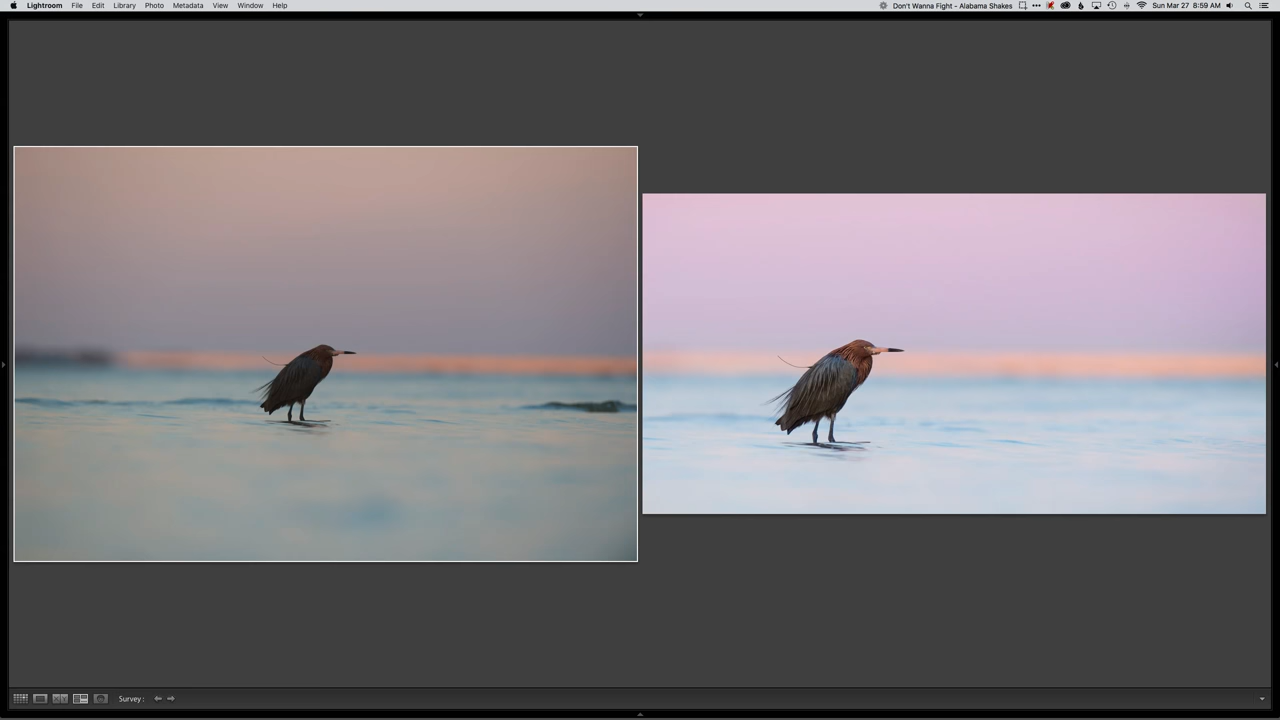 Lightroom File Edit Library Photo Metadata View Window Help Don't Wanna Fight - Alabama Shakes Sun Mar 27 8:59 AM
XY
Survey :